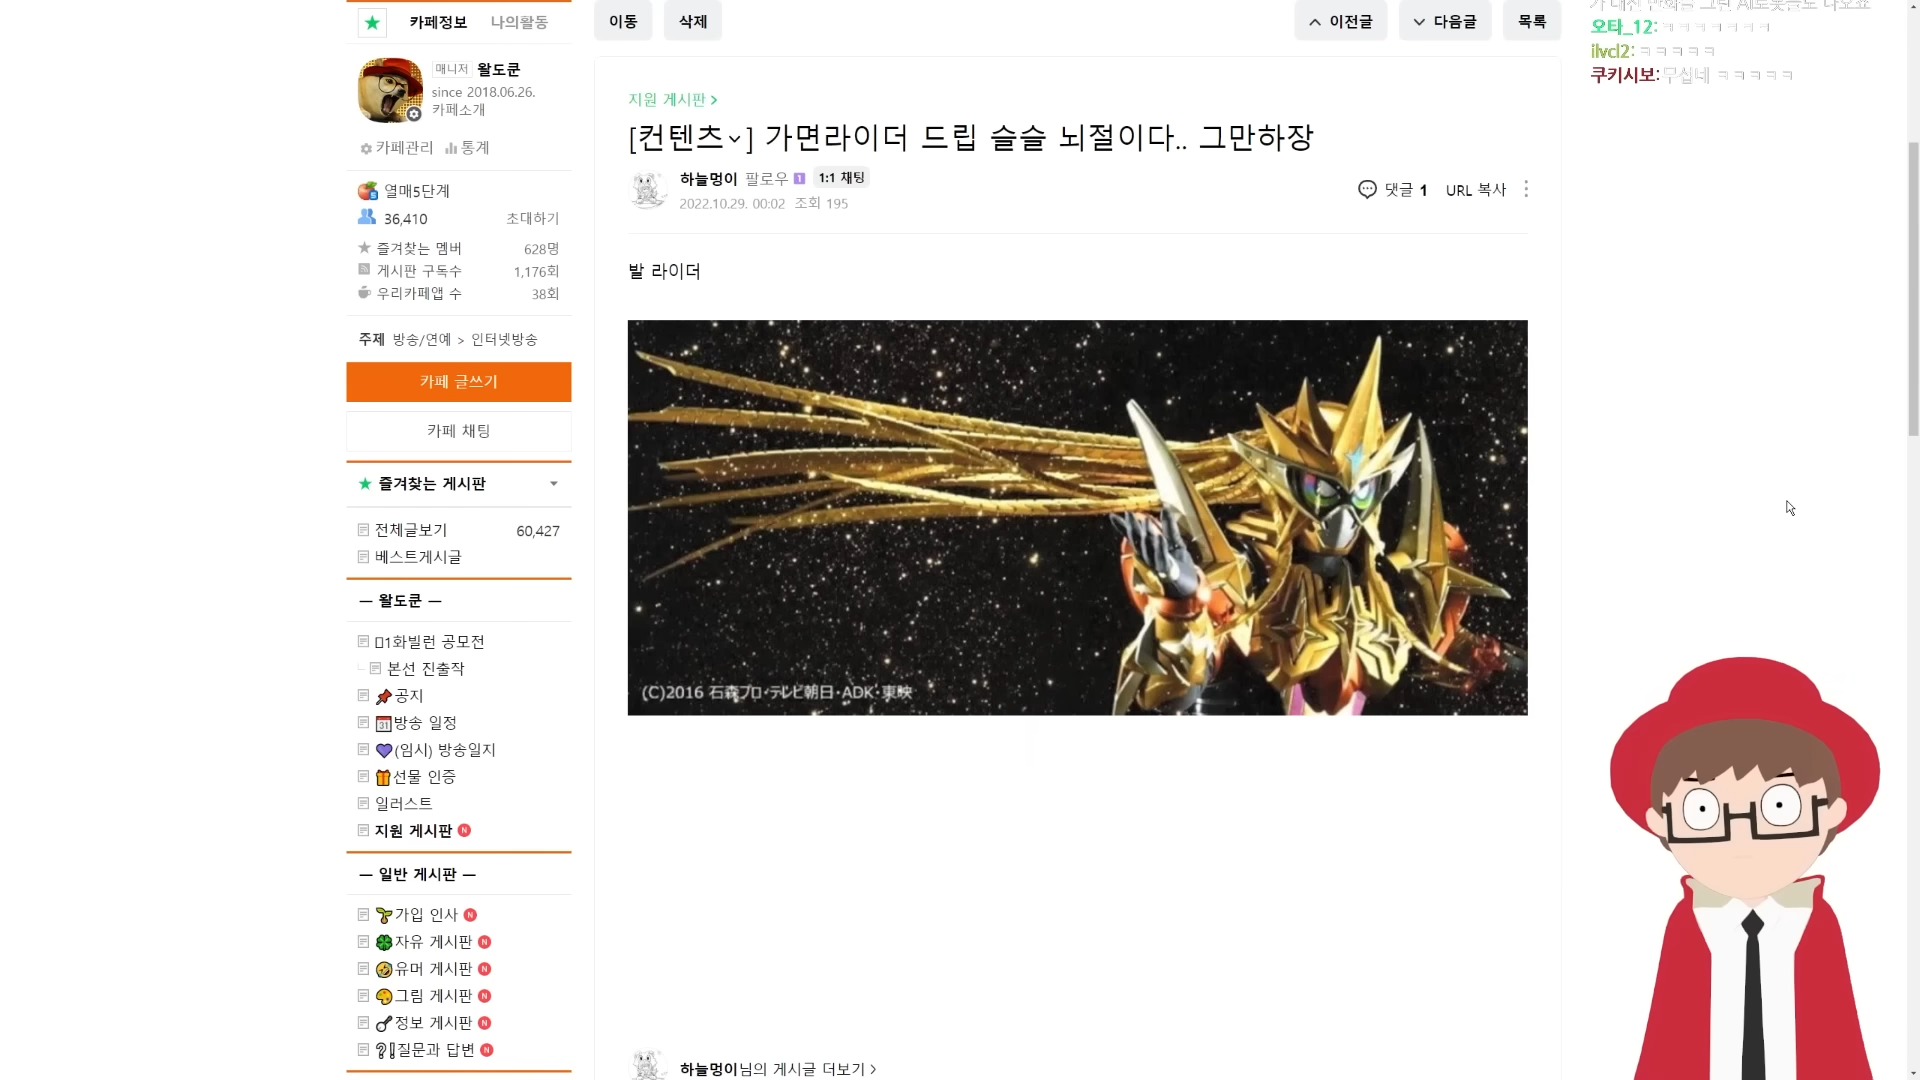 카페정보 나의활동
매니저 왈도쿤
since 2018.06.26.
카페소개
카페관리 통계
열매5단계
36,410 초대하기
즐겨찾는 멤버 628명
게시판 구독수 1,176회
우리카페앱 수 38회
주제 방송/연예 > 인터넷방송
카페 글쓰기
카페 채팅
즐겨찾는 게시판
전체글보기 60,427
베스트게시글
— 왈도쿤 —
1화빌런 공모전
본선 진출작
공지
방송 일정
(임시) 방송일지
선물 인증
일러스트
지원 게시판 N
— 일반 게시판 —
가입 인사 N
자유 게시판 N
유머 게시판 N
그림 게시판 N
정보 게시판 N
질문과 답변 N
이동 삭제 이전글 다음글 목록
지원 게시판 >
[컨텐츠] 가면라이더 드립 슬슬 뇌절이다.. 그만하장
하늘멍이 팔로우 1 1:1 채팅
2022.10.29. 00:02 조회 195
댓글 1 URL 복사
발 라이더
(C)2016 石森プロ・テレビ朝日・ADK・東映
하늘멍이님의 게시글 더보기 >
오타_12: ㅋㅋㅋㅋㅋㅋㅋ
ilvcl2: ㅋㅋㅋㅋㅋ
쿠키시보: 무십네 ㅋㅋㅋㅋㅋ